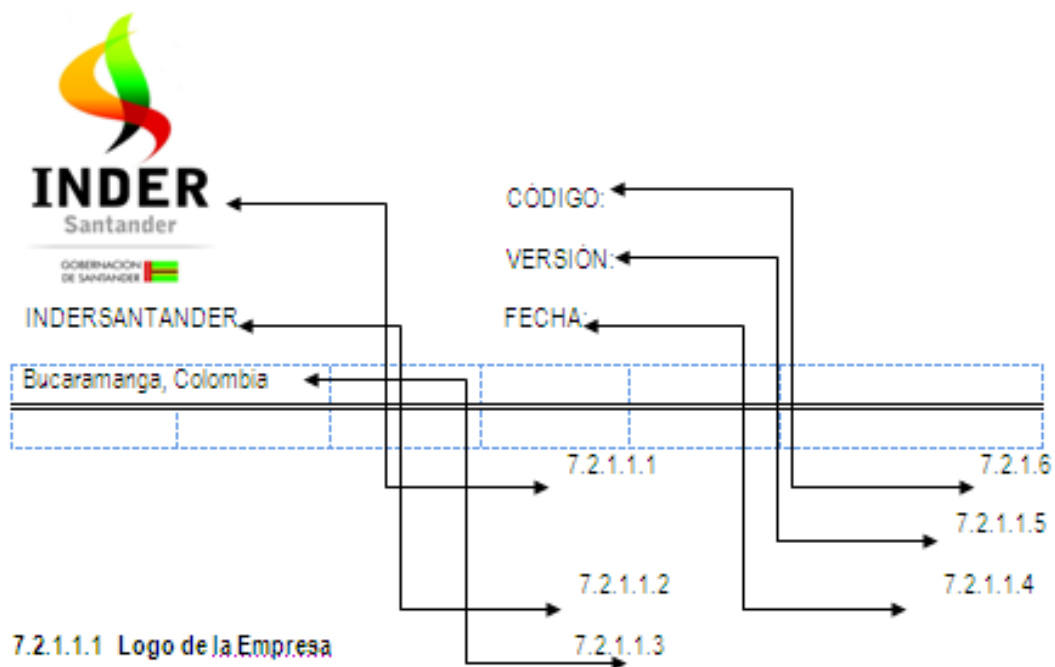 INDER
Santander
GOBERNACION
DE SANTANDER
CÓDIGO:
VERSIÓN:
INDERSANTANDER
FECHA:
Bucaramanga, Colombia
7.2.1.1.1
7.2.1.6
7.2.1.1.5
7.2.1.1.2
7.2.1.1.4
7.2.1.1.1 Logo de la Empresa
7.2.1.1.3